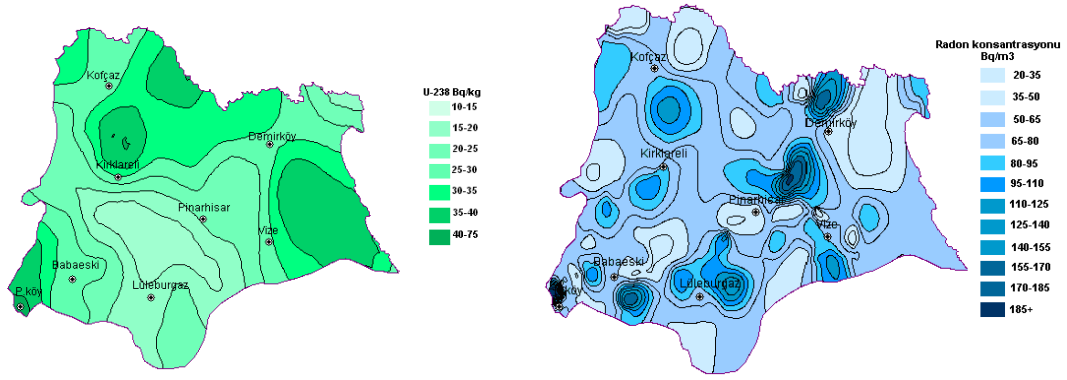 Kofçaz
Demirköy
Kirklareli
Pinarhisar
Vize
Babaeski
Lüleburgaz
P.köy
U-238 Bq/kg
10-15
15-20
20-25
25-30
30-35
35-40
40-75
Kofçaz
Demirköy
Kirklareli
Pinarhisar
Vize
Babaeski
Lüleburgaz
köy
Radon konsantrasyonu
Bq/m3
20-35
35-50
50-65
65-80
80-95
95-110
110-125
125-140
140-155
155-170
170-185
185+